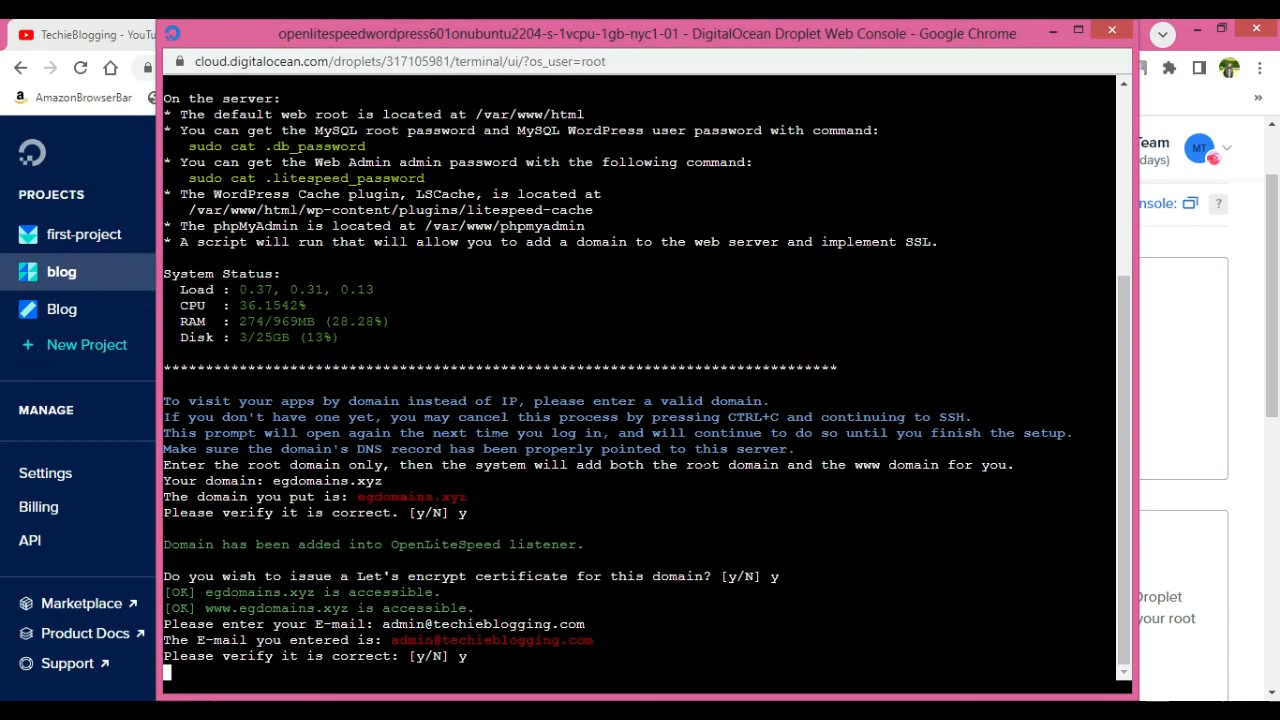 TechieBlogging - YouTu
openlitespeedwordpress601onubuntu2204-s-1vcpu-1gb-nyc1-01 - DigitalOcean Droplet Web Console - Google Chrome
cloud.digitalocean.com/droplets/317105981/terminal/ui/?os_user=root
AmazonBrowserBar
»
PROJECTS
first-project
blog
Blog
+ New Project
MANAGE
Settings
Billing
API
Marketplace ↗
Product Docs ↗
Support ↗
On the server:
* The default web root is located at /var/www/html
* You can get the MySQL root password and MySQL WordPress user password with command:
sudo cat .db_password
* You can get the Web Admin admin password with the following command:
sudo cat .litespeed_password
* The WordPress Cache plugin, LSCache, is located at
/var/www/html/wp-content/plugins/litespeed-cache
* The phpMyAdmin is located at /var/www/phpmyadmin
* A script will run that will allow you to add a domain to the web server and implement SSL.
System Status:
Load : 0.37, 0.31, 0.13
CPU : 36.1542%
RAM : 274/969MB (28.28%)
Disk : 3/25GB (13%)
********************************************************************************
To visit your apps by domain instead of IP, please enter a valid domain.
If you don't have one yet, you may cancel this process by pressing CTRL+C and continuing to SSH.
This prompt will open again the next time you log in, and will continue to do so until you finish the setup.
Make sure the domain's DNS record has been properly pointed to this server.
Enter the root domain only, then the system will add both the root domain and the www domain for you.
Your domain: egdomains.xyz
The domain you put is: egdomains.xyz
Please verify it is correct. [y/N] y
Domain has been added into OpenLiteSpeed listener.
Do you wish to issue a Let's encrypt certificate for this domain? [y/N] y
[OK] egdomains.xyz is accessible.
[OK] www.egdomains.xyz is accessible.
Please enter your E-mail: admin@techieblogging.com
The E-mail you entered is: admin@techieblogging.com
Please verify it is correct: [y/N] y
Team
days)
MT
nsole:
?
Droplet
your root